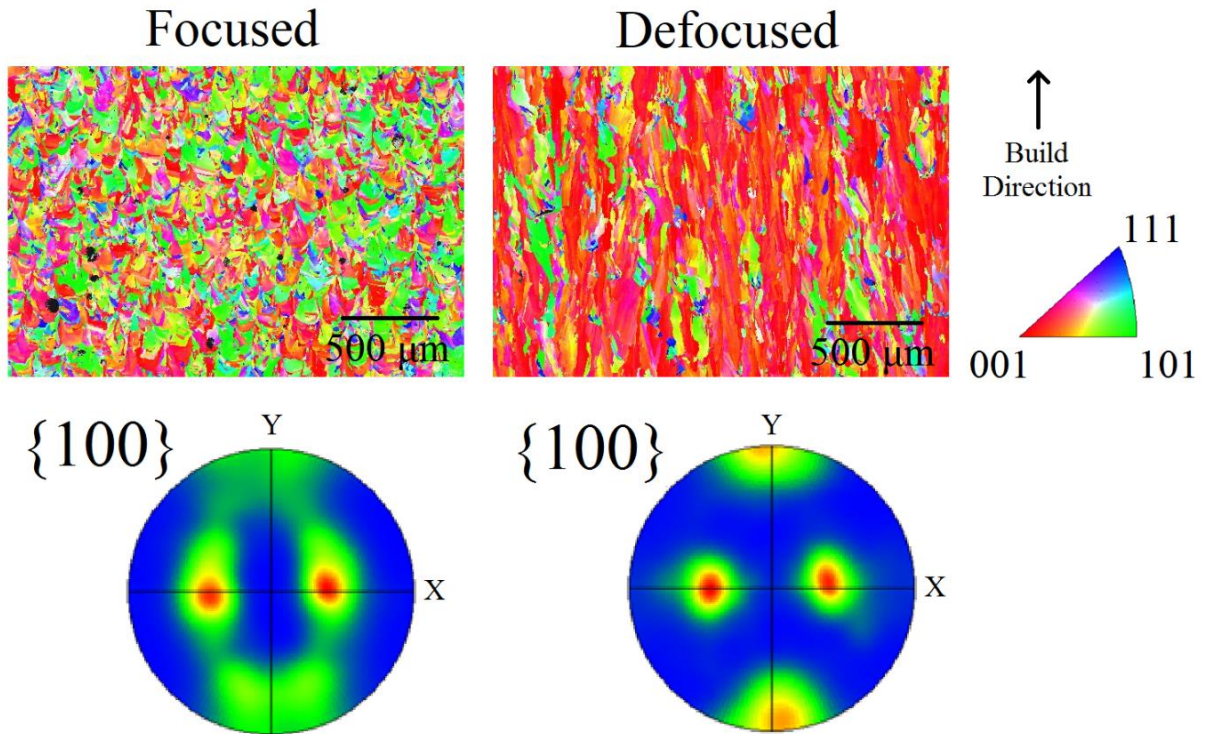 Focused
Defocused
500 μm
500 μm
Build
Direction
111
001
101
{100}
Y
X
{100}
Y
X